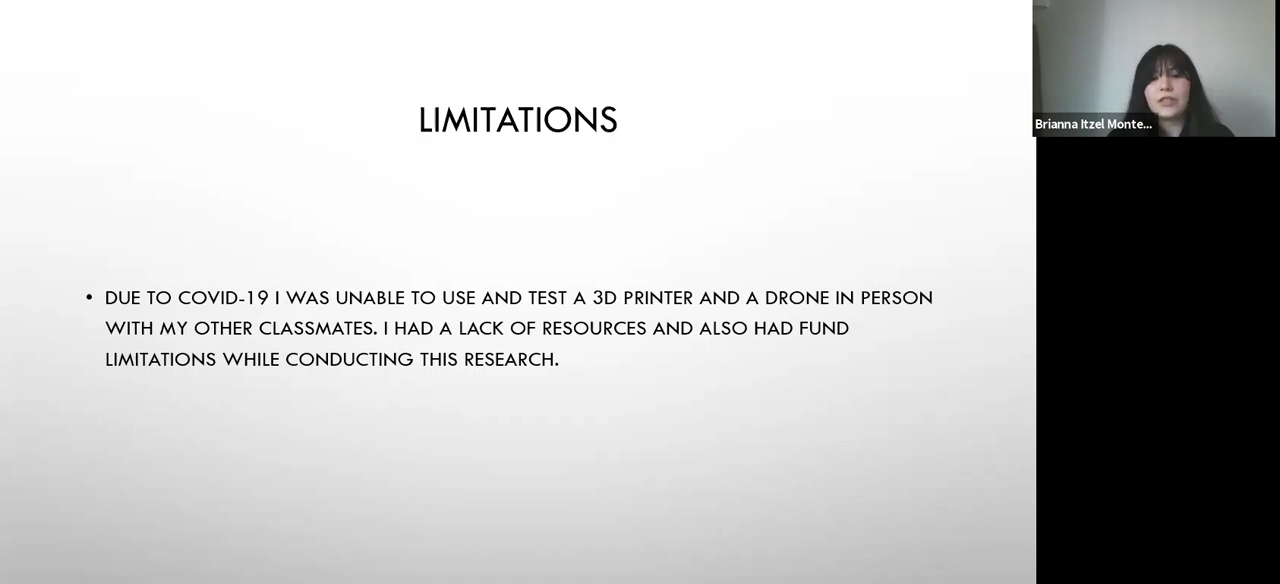 LIMITATIONS
• DUE TO COVID-19 I WAS UNABLE TO USE AND TEST A 3D PRINTER AND A DRONE IN PERSON
WITH MY OTHER CLASSMATES. I HAD A LACK OF RESOURCES AND ALSO HAD FUND
LIMITATIONS WHILE CONDUCTING THIS RESEARCH.
Brianna Itzel Monte...